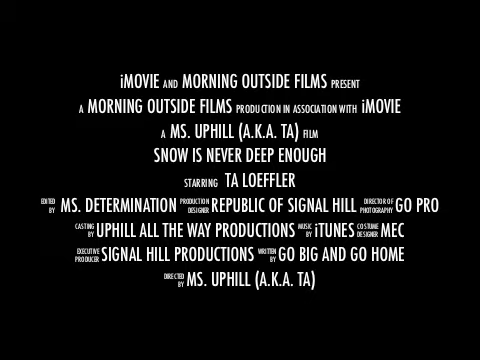 iMOVIE AND MORNING OUTSIDE FILMS PRESENT
A MORNING OUTSIDE FILMS PRODUCTION IN ASSOCIATION WITH iMOVIE
A MS. UPHILL (A.K.A. TA) FILM
SNOW IS NEVER DEEP ENOUGH
STARRING TA LOEFFLER
EDITED BY MS. DETERMINATION PRODUCTION DESIGNER REPUBLIC OF SIGNAL HILL DIRECTOR OF PHOTOGRAPHY GO PRO
CASTING BY UPHILL ALL THE WAY PRODUCTIONS MUSIC BY iTUNES COSTUME DESIGNER MEC
EXECUTIVE PRODUCER SIGNAL HILL PRODUCTIONS WRITTEN BY GO BIG AND GO HOME
DIRECTED BY MS. UPHILL (A.K.A. TA)